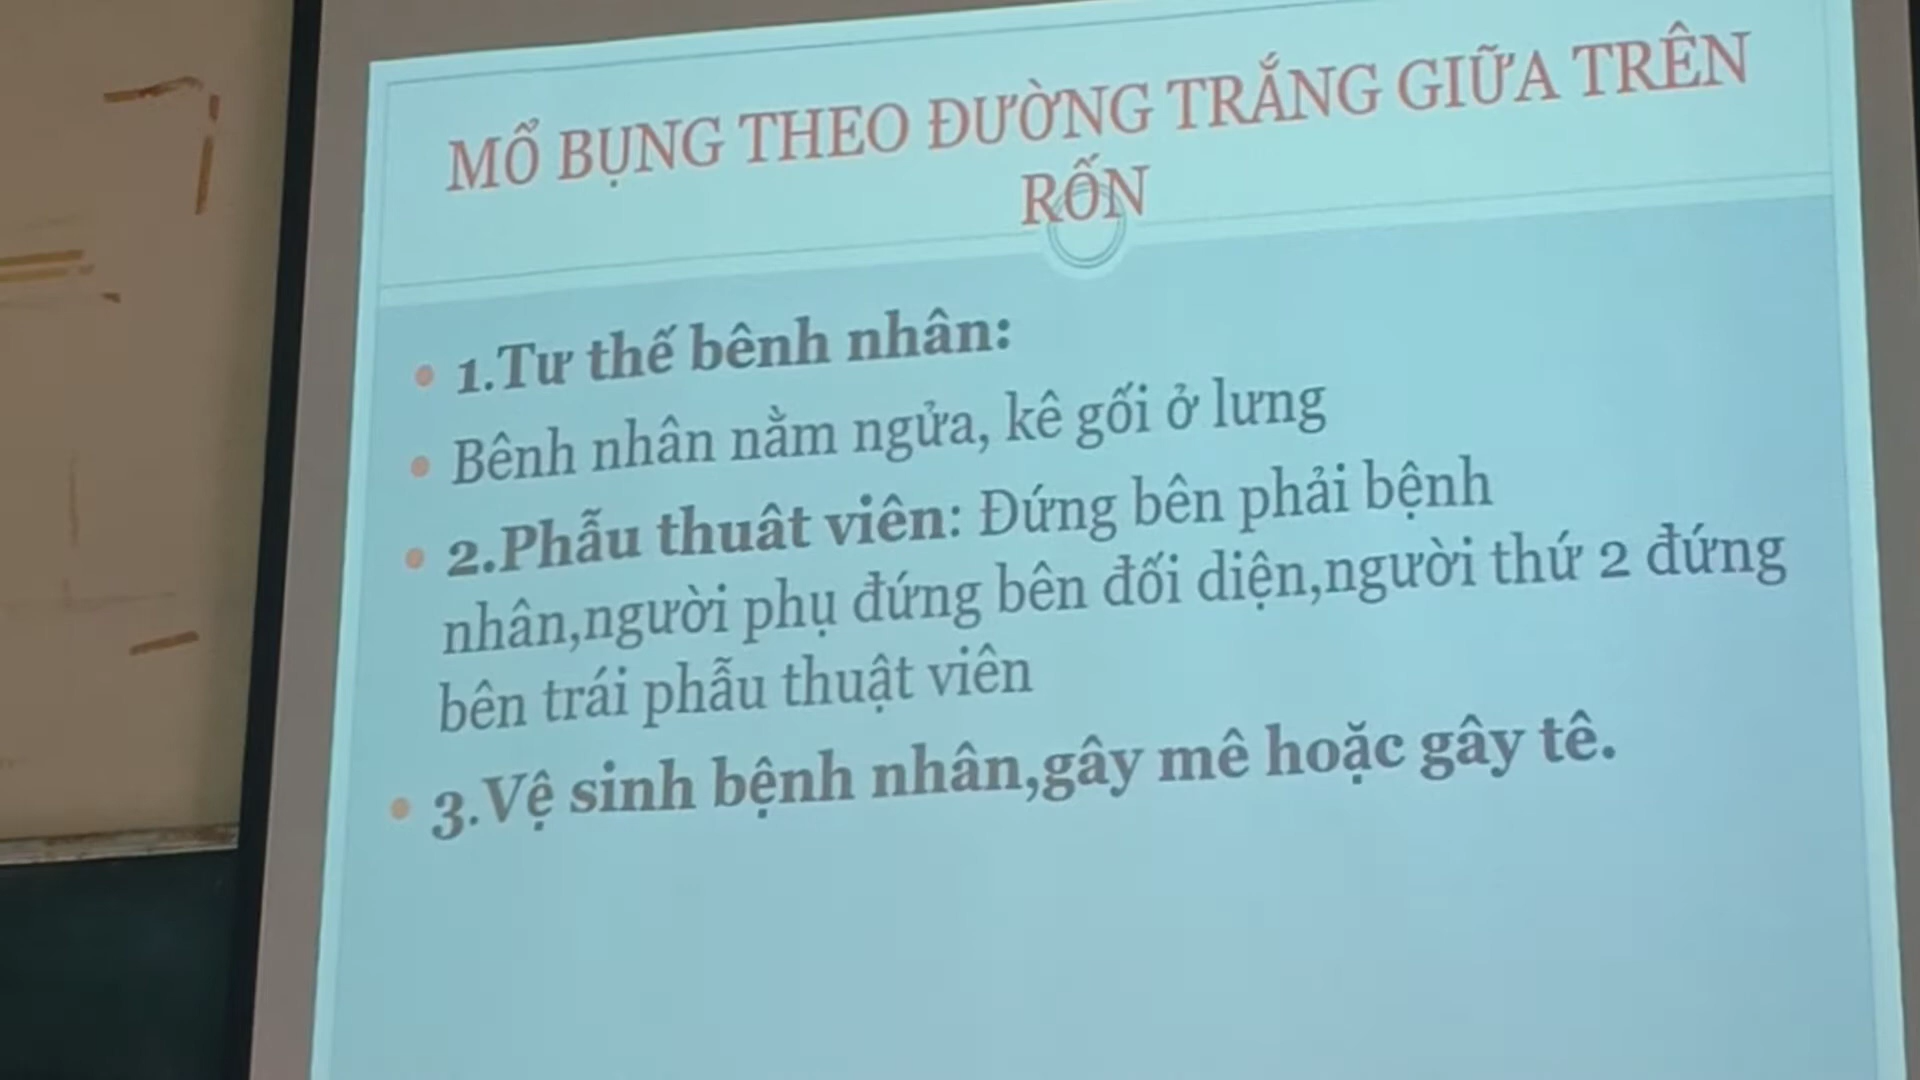 MỔ BỤNG THEO ĐƯỜNG TRẮNG GIỮA TRÊN
RỐN
1.Tư thế bênh nhân:
Bênh nhân nằm ngửa, kê gối ở lưng
2.Phẫu thuât viên: Đứng bên phải bệnh
nhân,người phụ đứng bên đối diện,người thứ 2 đứng
bên trái phẫu thuật viên
3.Vệ sinh bệnh nhân,gây mê hoặc gây tê.